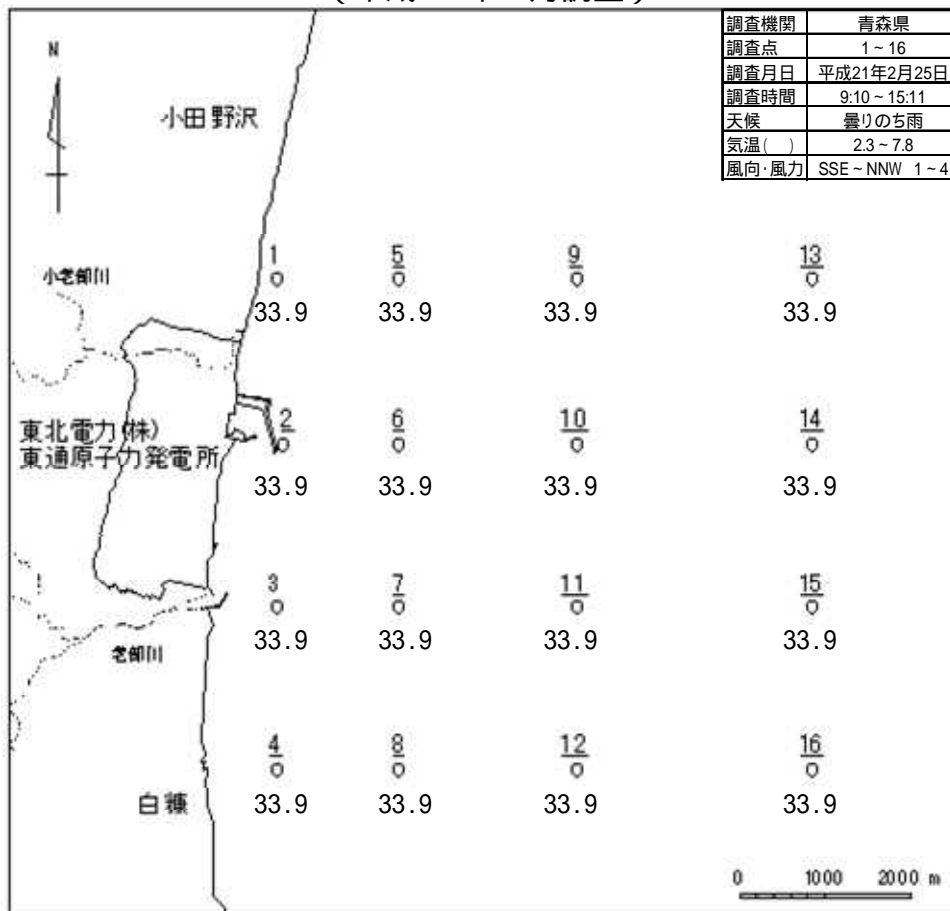 調査機関 青森県
調査点 1~16
調査月日 平成21年2月25日
調査時間 9:10~15:11
天候 曇りのち雨
気温( ) 2.3~7.8
風向・風力 SSE~NNW 1~4
N
小田野沢
小老部川
1 5 9 13
33.9 33.9 33.9 33.9
東北電力(株)
東通原子力発電所
2 6 10 14
33.9 33.9 33.9 33.9
3 7 11 15
33.9 33.9 33.9 33.9
老部川
4 8 12 16
白糠
33.9 33.9 33.9 33.9
0 1000 2000 m